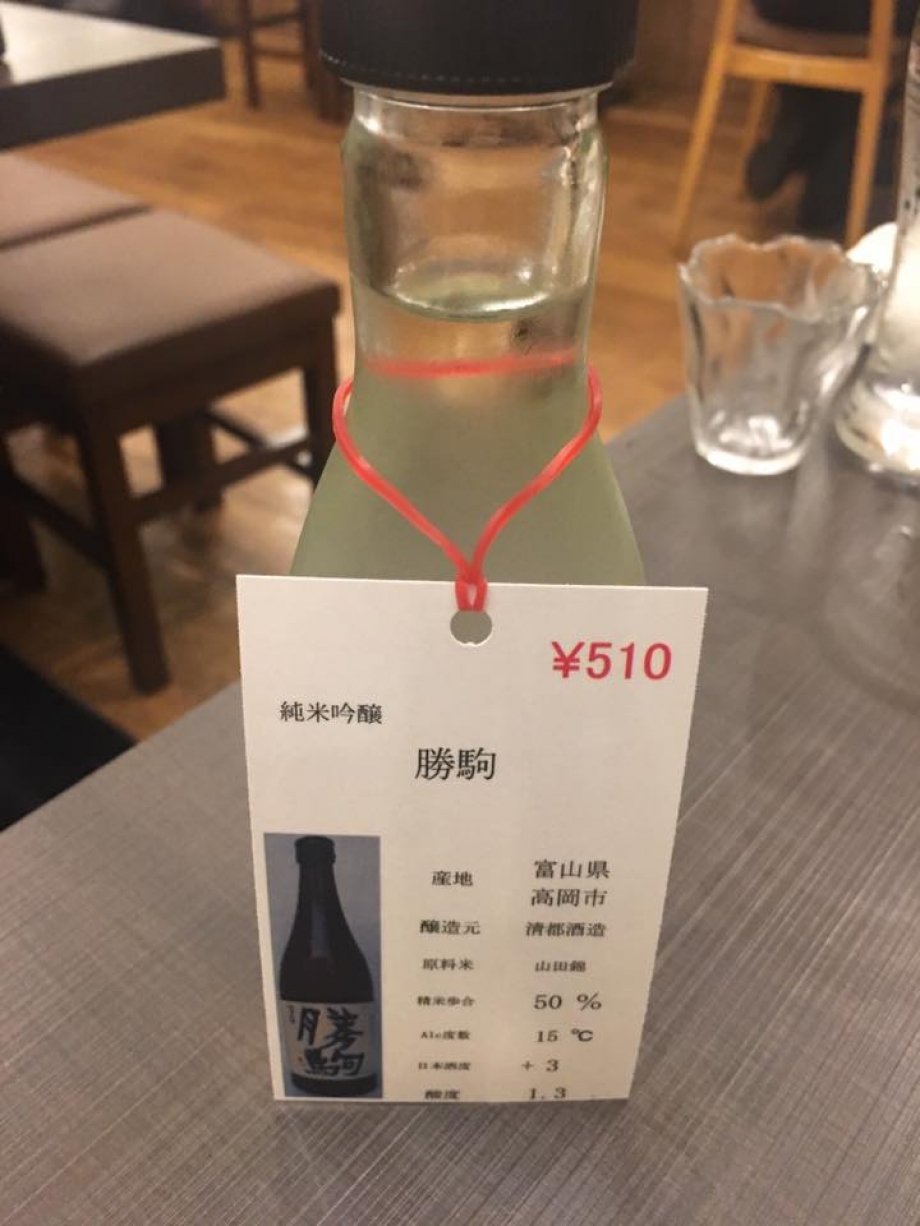 ¥510
純米吟醸
勝駒
産地 富山県
高岡市
醸造元 清都酒造
原料米 山田錦
精米歩合 50 %
Alc度数 15 ℃
日本酒度 + 3
酸度 1.3
勝
駒